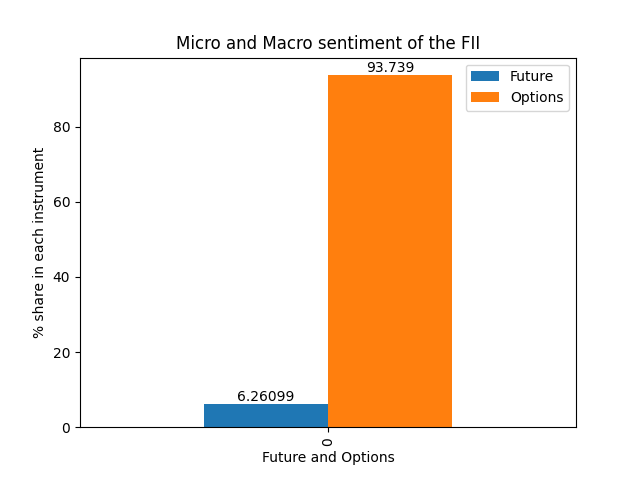 Micro and Macro sentiment of the FII
93.739
Future
Options
80
60
40
20
0
% share in each instrument
6.26099
0
Future and Options